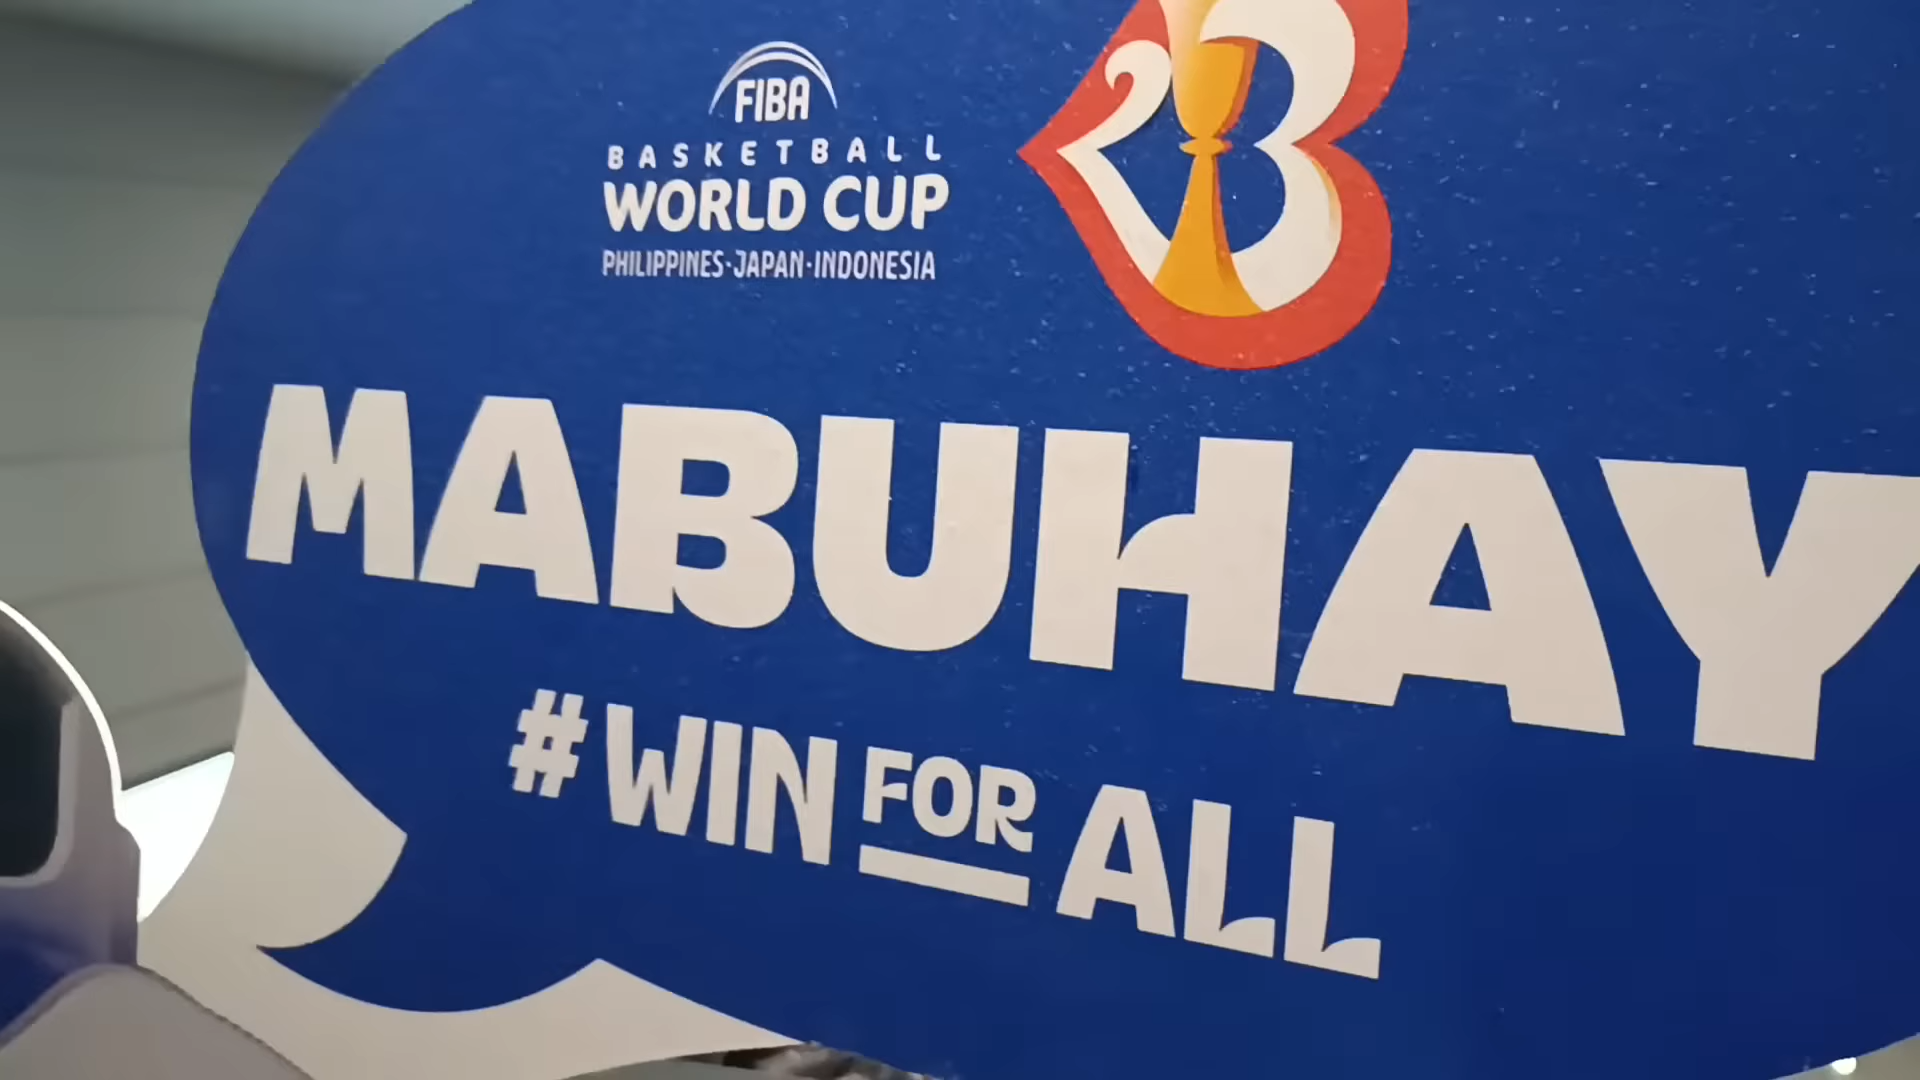 FIBA
BASKETBALL
WORLD CUP
PHILIPPINES·JAPAN·INDONESIA
23
MABUHAY
#WIN FOR ALL